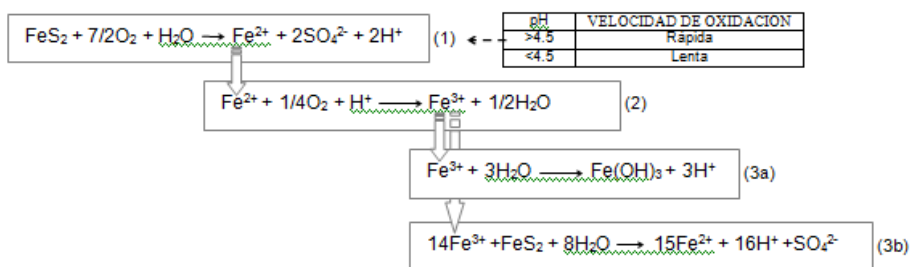 FeS₂ + 7/2O₂ + H₂O → Fe²⁺ + 2SO₄²⁻ + 2H⁺ (1)
pH VELOCIDAD DE OXIDACION
>4.5 Rápida
<4.5 Lenta
Fe²⁺ + 1/4O₂ + H⁺ → Fe³⁺ + 1/2H₂O (2)
Fe³⁺ + 3H₂O → Fe(OH)₃ + 3H⁺ (3a)
14Fe³⁺ +FeS₂ + 8H₂O → 15Fe²⁺ + 16H⁺ +SO₄²⁻ (3b)